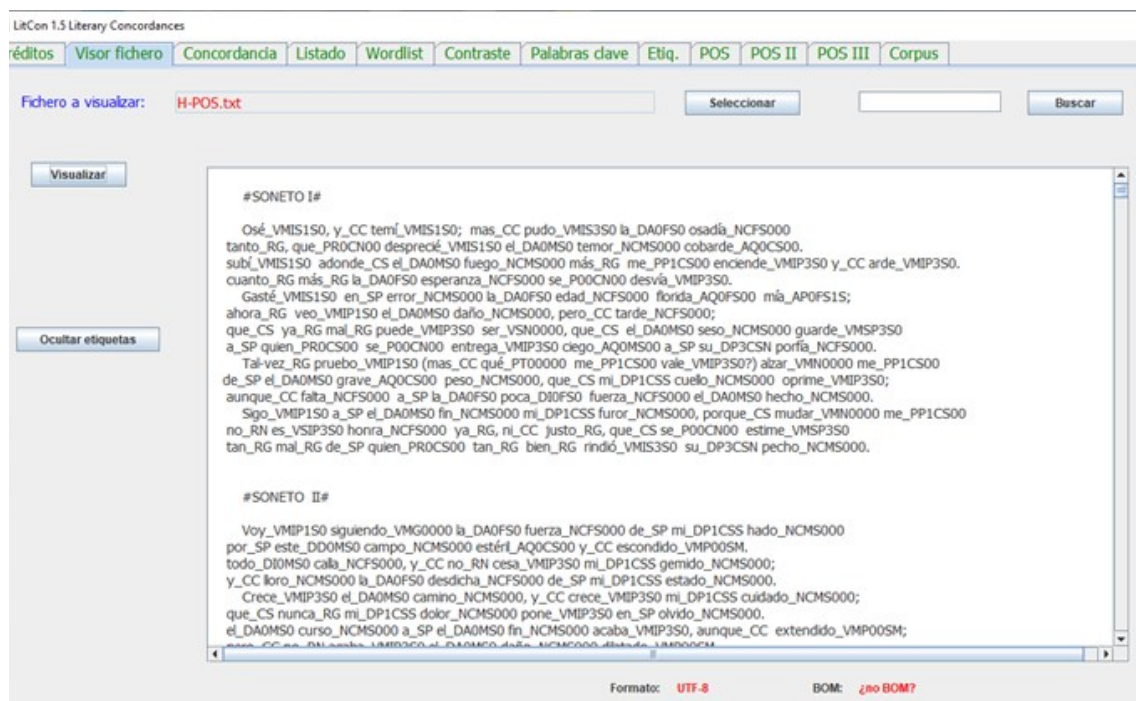 LitCon 1.5 Literary Concordances
réditos Visor fichero Concordancia Listado Wordlist Contraste Palabras clave Etiq. POS POS II POS III Corpus
Fichero a visualizar: H-POS.txt Seleccionar Buscar
Visualizar
#SONETO I#
Osé_VMIS1S0, y_CC temí_VMIS1S0; mas_CC pudo_VMIS3S0 la_DA0FS0 osadía_NCFS000
tanto_RG, que_PR0CN00 desprecié_VMIS1S0 el_DA0MS0 temor_NCMS000 cobarde_AQ0CS00.
subí_VMIS1S0 adonde_CS el_DA0MS0 fuego_NCMS000 más_RG me_PP1CS00 enciende_VMIP3S0 y_CC arde_VMIP3S0.
cuanto_RG más_RG la_DA0FS0 esperanza_NCFS000 se_P00CN00 desvía_VMIP3S0.
Gasté_VMIS1S0 en_SP error_NCMS000 la_DA0FS0 edad_NCFS000 florida_AQ0FS00 mía_AP0FS1S;
ahora_RG veo_VMIP1S0 el_DA0MS0 daño_NCMS000, pero_CC tarde_NCFS000;
que_CS ya_RG mal_RG puede_VMIP3S0 ser_VSN0000, que_CS el_DA0MS0 seso_NCMS000 guarde_VMSP3S0
a_SP quien_PR0CS00 se_P00CN00 entrega_VMIP3S0 ciego_AQ0MS00 a_SP su_DP3CSN porfía_NCFS000.
Tal-vez_RG pruebo_VMIP1S0 (mas_CC qué_PT00000 me_PP1CS00 vale_VMIP3S0?) alzar_VMN0000 me_PP1CS00
de_SP el_DA0MS0 grave_AQ0CS00 peso_NCMS000, que_CS mi_DP1CSS cuello_NCMS000 oprime_VMIP3S0;
aunque_CC falta_NCFS000 a_SP la_DA0FS0 poca_DI0FS0 fuerza_NCFS000 el_DA0MS0 hecho_NCMS000.
Sigo_VMIP1S0 a_SP el_DA0MS0 fin_NCMS000 mi_DP1CSS furor_NCMS000, porque_CS mudar_VMN0000 me_PP1CS00
no_RN es_VSIP3S0 honra_NCFS000 ya_RG, ni_CC justo_RG, que_CS se_P00CN00 estime_VMSP3S0
tan_RG mal_RG de_SP quien_PR0CS00 tan_RG bien_RG rindió_VMIS3S0 su_DP3CSN pecho_NCMS000.
Ocultar etiquetas
#SONETO II#
Voy_VMIP1S0 siguiendo_VMG0000 la_DA0FS0 fuerza_NCFS000 de_SP mi_DP1CSS hado_NCMS000
por_SP este_DD0MS0 campo_NCMS000 estéril_AQ0CS00 y_CC escondido_VMP00SM.
todo_DI0MS0 calla_NCFS000, y_CC no_RN cesa_VMIP3S0 mi_DP1CSS gemido_NCMS000;
y_CC lloro_NCMS000 la_DA0FS0 desdicha_NCFS000 de_SP mi_DP1CSS estado_NCMS000.
Crece_VMIP3S0 el_DA0MS0 camino_NCMS000, y_CC crece_VMIP3S0 mi_DP1CSS cuidado_NCMS000;
que_CS nunca_RG mi_DP1CSS dolor_NCMS000 pone_VMIP3S0 en_SP olvido_NCMS000.
el_DA0MS0 curso_NCMS000 a_SP el_DA0MS0 fin_NCMS000 acaba_VMIP3S0, aunque_CC extendido_VMP00SM;
Formato: UTF-8 BOM: ¿no BOM?